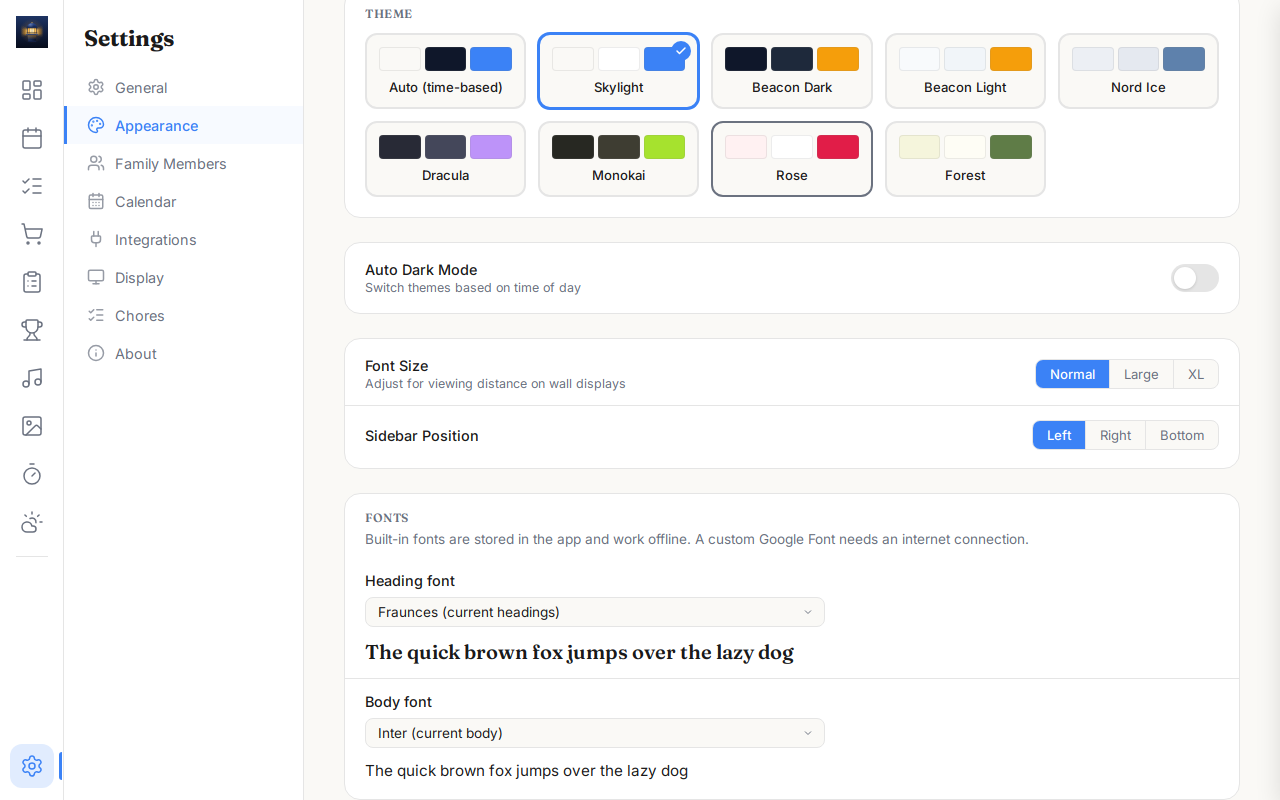 Settings
General
Appearance
Family Members
Calendar
Integrations
Display
Chores
About
THEME
Auto (time-based)
Skylight
Beacon Dark
Beacon Light
Nord Ice
Dracula
Monokai
Rose
Forest
Auto Dark Mode
Switch themes based on time of day
Font Size
Adjust for viewing distance on wall displays
Normal
Large
XL
Sidebar Position
Left
Right
Bottom
FONTS
Built-in fonts are stored in the app and work offline. A custom Google Font needs an internet connection.
Heading font
Fraunces (current headings)
The quick brown fox jumps over the lazy dog
Body font
Inter (current body)
The quick brown fox jumps over the lazy dog